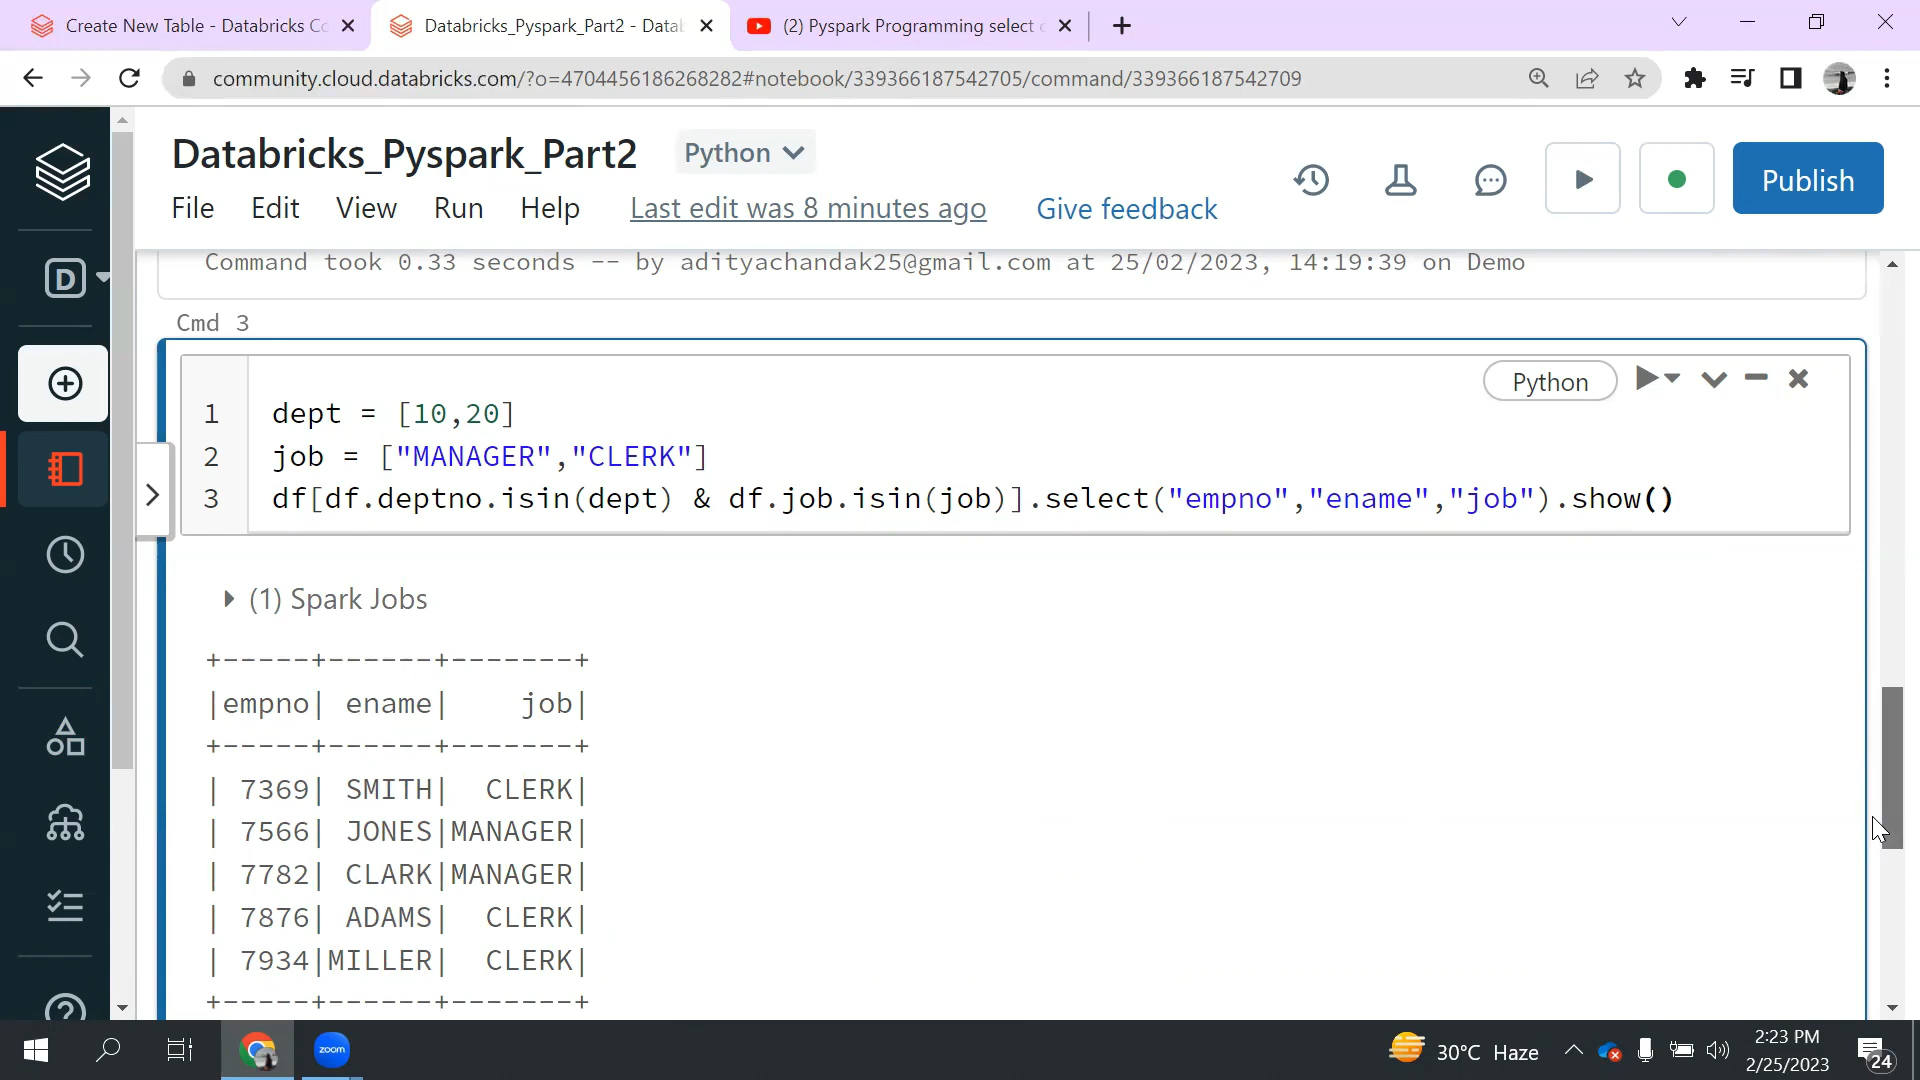 Create New Table - Databricks Co
Databricks_Pyspark_Part2 - Datab
(2) Pyspark Programming select c
community.cloud.databricks.com/?o=4704456186268282#notebook/339366187542705/command/339366187542709
Databricks_Pyspark_Part2 Python
File Edit View Run Help Last edit was 8 minutes ago Give feedback
Publish
D
Command took 0.33 seconds -- by adityachandak25@gmail.com at 25/02/2023, 14:19:39 on Demo
Cmd 3
Python
1 dept = [10,20]
2 job = ["MANAGER","CLERK"]
3 df[df.deptno.isin(dept) & df.job.isin(job)].select("empno","ename","job").show()
(1) Spark Jobs
+-----+------+-------+
|empno| ename|    job|
+-----+------+-------+
| 7369| SMITH|  CLERK|
| 7566| JONES|MANAGER|
| 7782| CLARK|MANAGER|
| 7876| ADAMS|  CLERK|
| 7934|MILLER|  CLERK|
+-----+------+-------+
zoom
30°C Haze
2:23 PM
2/25/2023
24